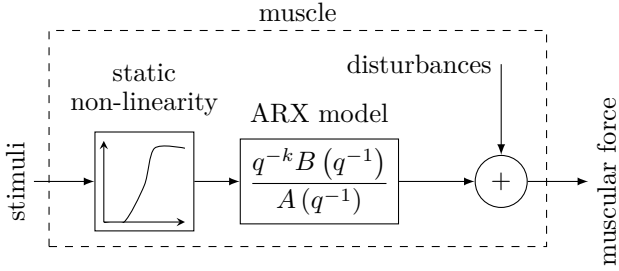 muscle
disturbances
static
non-linearity
ARX model
stimuli
q^{-k}B(q^{-1})
A(q^{-1})
+
muscular force